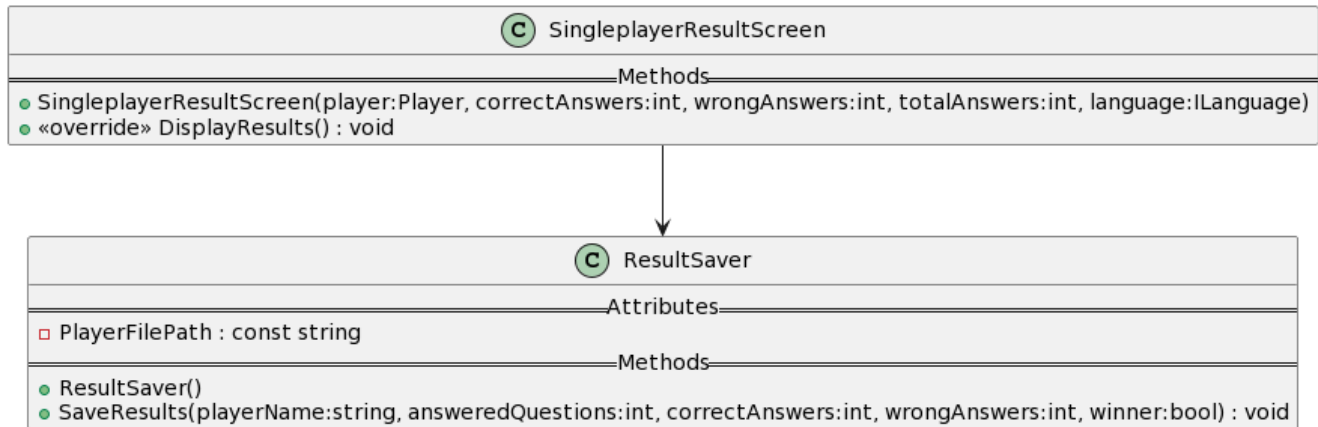 C SingleplayerResultScreen
Methods
SingleplayerResultScreen(player:Player, correctAnswers:int, wrongAnswers:int, totalAnswers:int, language:ILanguage)
«override» DisplayResults() : void
C ResultSaver
Attributes
PlayerFilePath : const string
Methods
ResultSaver()
SaveResults(playerName:string, answeredQuestions:int, correctAnswers:int, wrongAnswers:int, winner:bool) : void